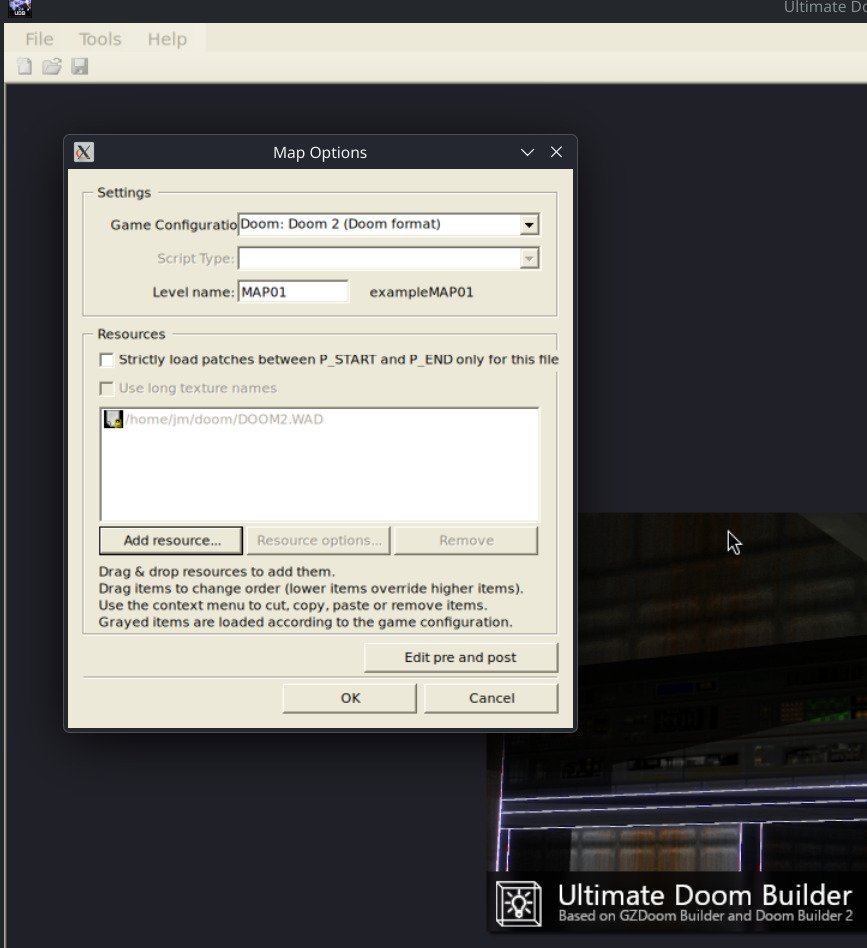 UDB
Ultimate Do
File Tools Help
Map Options
Settings
Game Configuratio Doom: Doom 2 (Doom format)
Script Type:
Level name: MAP01 exampleMAP01
Resources
Strictly load patches between P_START and P_END only for this file
Use long texture names
/home/jm/doom/DOOM2.WAD
Add resource... Resource options... Remove
Drag & drop resources to add them.
Drag items to change order (lower items override higher items).
Use the context menu to cut, copy, paste or remove items.
Grayed items are loaded according to the game configuration.
Edit pre and post
OK Cancel
Ultimate Doom Builder
Based on GZDoom Builder and Doom Builder 2